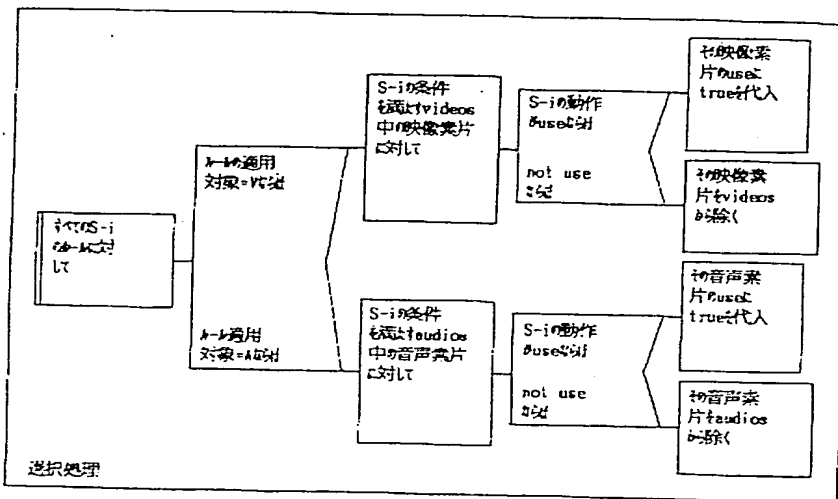 すべてのS-i
のルールに対
して
ルールの適用
対象=Vならば
ルール適用
対象=Aならば
S-iの条件
を満たすvideos
中の映像素片
に対して
S-iの動作
がuseならば
not use
ならば
その映像素
片のuseに
trueを代入
その映像素
片をvideos
から除く
S-iの条件
を満たすaudios
中の音声素片
に対して
S-iの動作
がuseならば
not use
ならば
その音声素
片のuseに
trueを代入
その音声素
片をaudios
から除く
選択処理